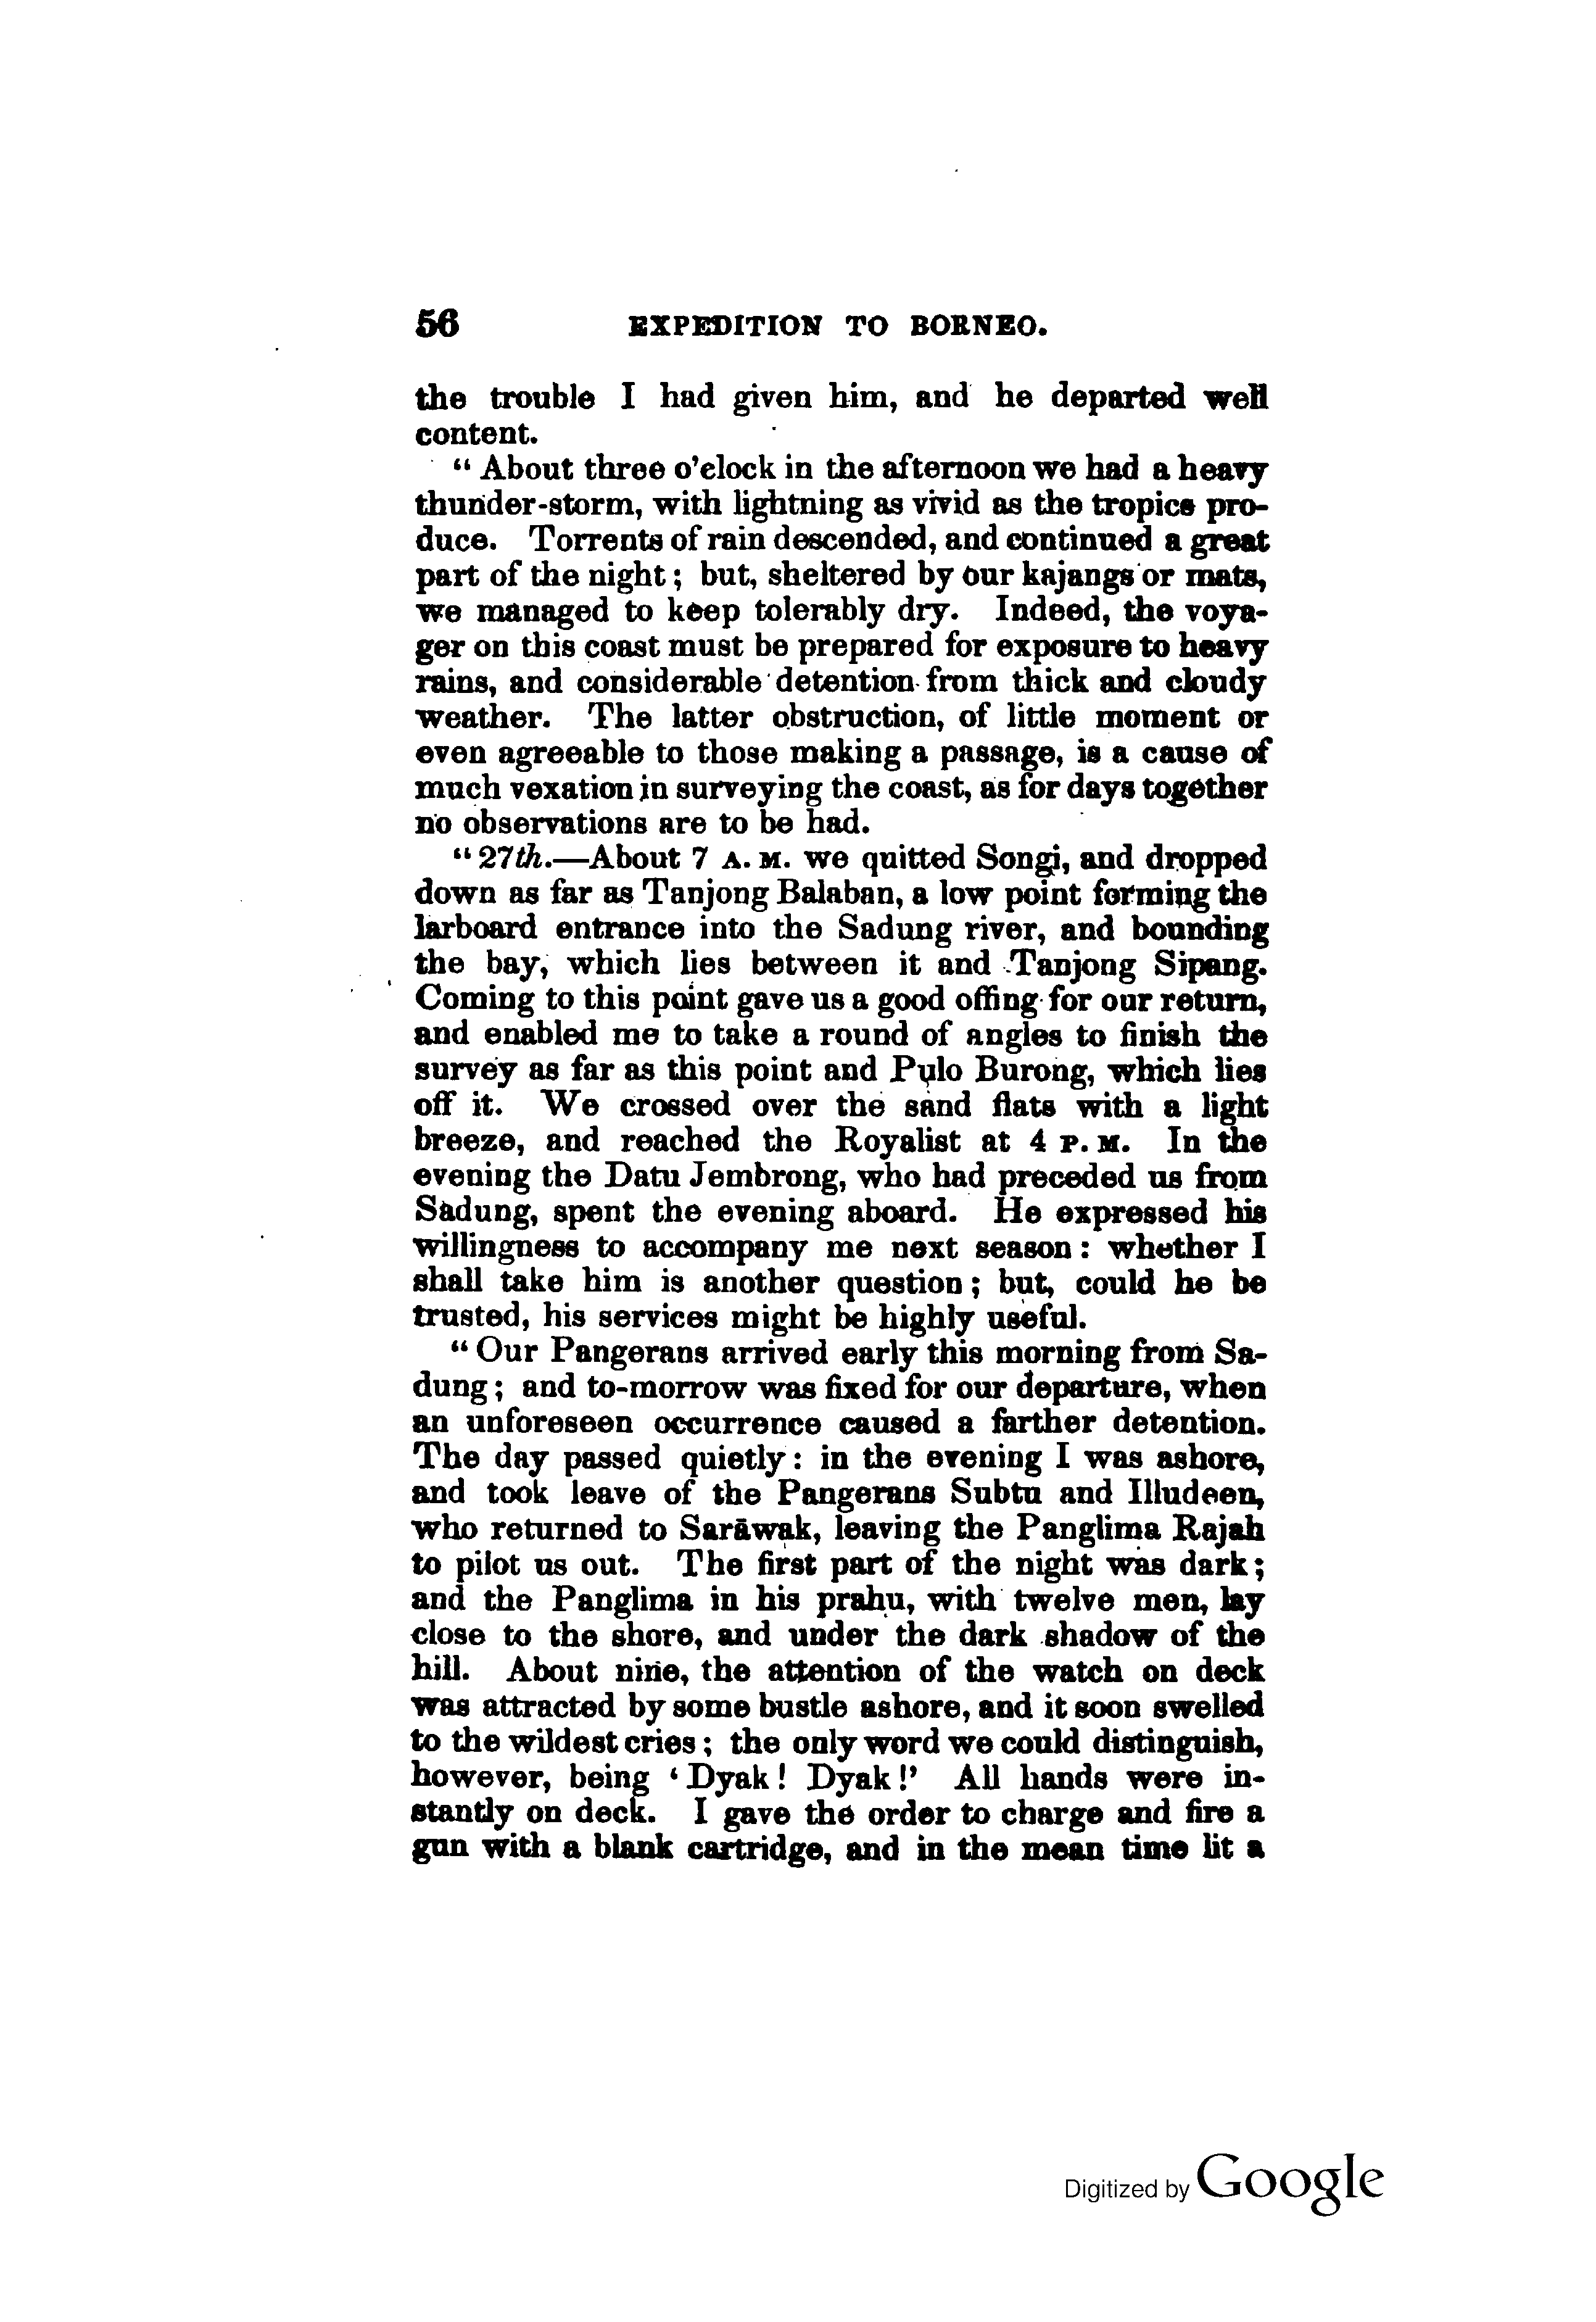 56 EXPEDITION TO BORNEO.
the trouble I had given him, and he departed well
content.
“ About three o’clock in the afternoon we had a heavy
thunder-storm, with lightning as vivid as the tropics pro-
duce. Torrents of rain descended, and continued a great
part of the night; but, sheltered by our kajangs or mats,
we managed to keep tolerably dry. Indeed, the voya-
ger on this coast must be prepared for exposure to heavy
rains, and considerable detention from thick and cloudy
weather. The latter obstruction, of little moment or
even agreeable to those making a passage, is a cause of
much vexation in surveying the coast, as for days together
no observations are to be had.
“ 27th.—About 7 A. M. we quitted Songi, and dropped
down as far as Tanjong Balaban, a low point forming the
larboard entrance into the Sadung river, and bounding
the bay, which lies between it and Tanjong Sipang.
Coming to this point gave us a good offing for our return,
and enabled me to take a round of angles to finish the
survey as far as this point and Pulo Burong, which lies
off it. We crossed over the sand flats with a light
breeze, and reached the Royalist at 4 P. M. In the
evening the Datu Jembrong, who had preceded us from
Sadung, spent the evening aboard. He expressed his
willingness to accompany me next season: whether I
shall take him is another question; but, could he be
trusted, his services might be highly useful.
“ Our Pangerans arrived early this morning from Sa-
dung; and to-morrow was fixed for our departure, when
an unforeseen occurrence caused a farther detention.
The day passed quietly: in the evening I was ashore,
and took leave of the Pangerans Subtu and Illudeen,
who returned to Sarāwak, leaving the Panglima Rajah
to pilot us out. The first part of the night was dark;
and the Panglima in his prahu, with twelve men, lay
close to the shore, and under the dark shadow of the
hill. About nine, the attention of the watch on deck
was attracted by some bustle ashore, and it soon swelled
to the wildest cries; the only word we could distinguish,
however, being ‘ Dyak! Dyak!’ All hands were in-
stantly on deck. I gave the order to charge and fire a
gun with a blank cartridge, and in the mean time lit a
Digitized by Google